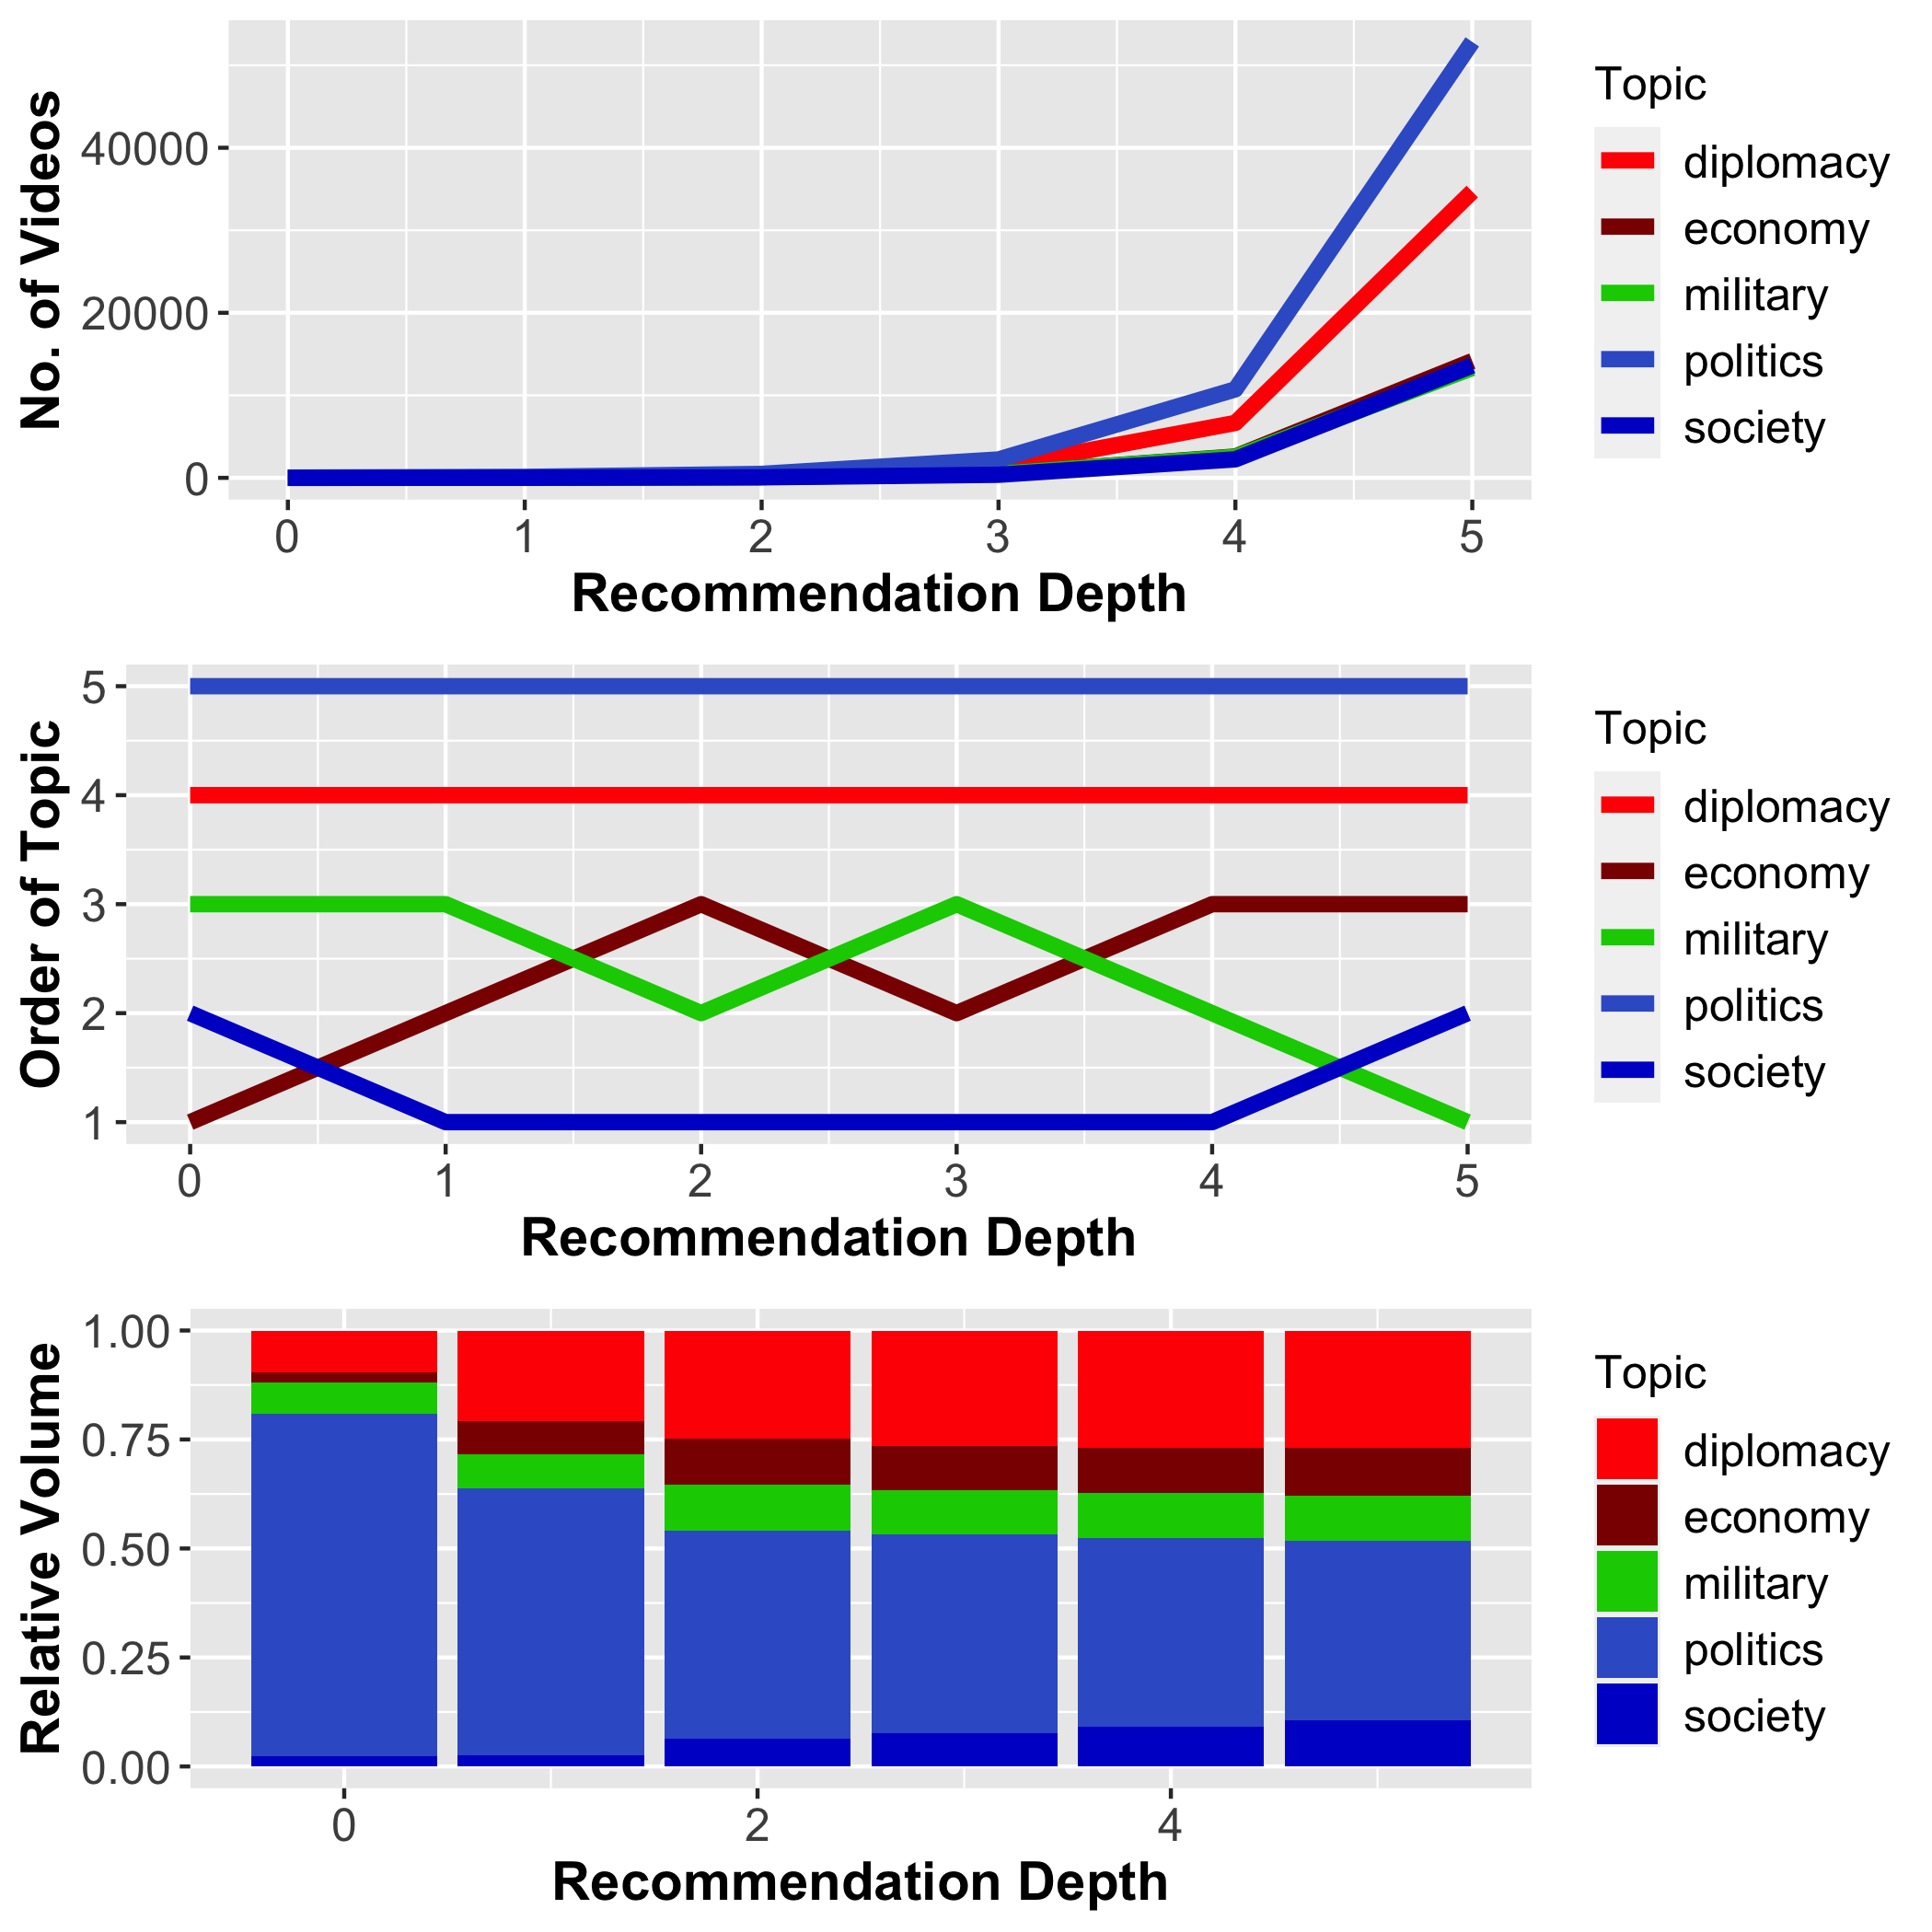 No. of Videos
40000
20000
0
0 1 2 3 4 5
Recommendation Depth
Topic
diplomacy
economy
military
politics
society
Order of Topic
5
4
3
2
1
0 1 2 3 4 5
Recommendation Depth
Topic
diplomacy
economy
military
politics
society
Relative Volume
1.00
0.75
0.50
0.25
0.00
0 2 4
Recommendation Depth
Topic
diplomacy
economy
military
politics
society